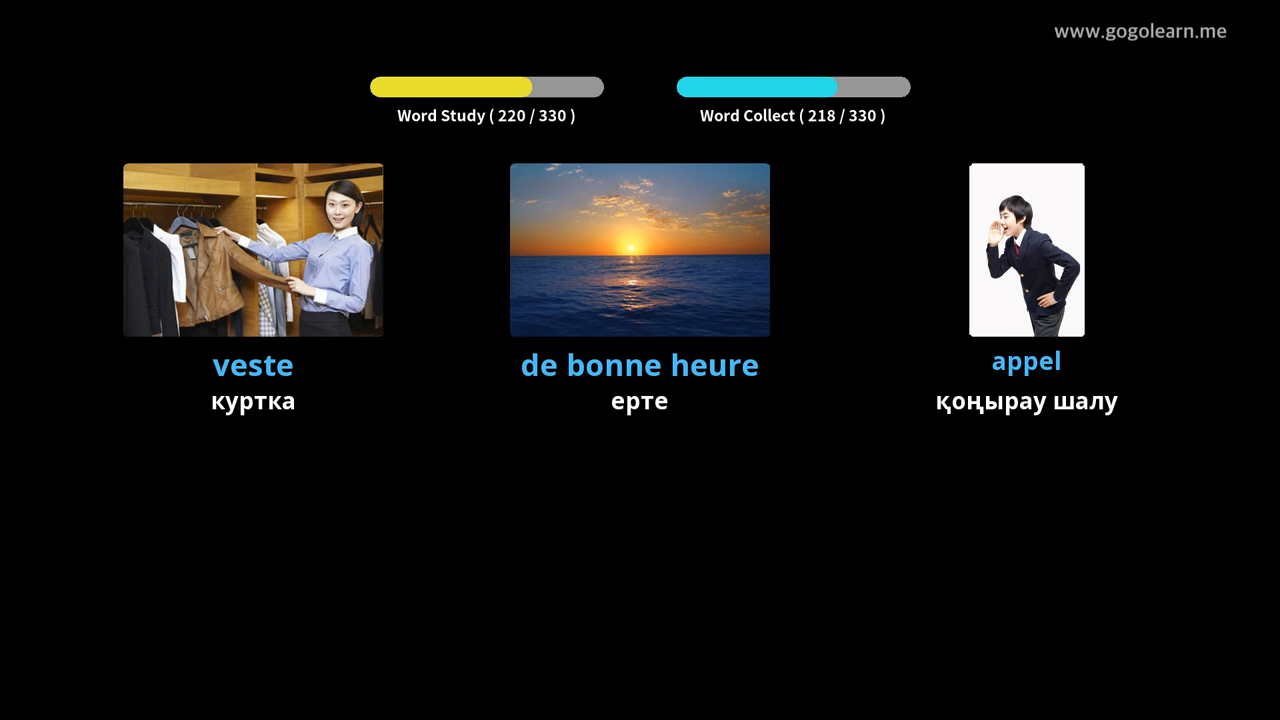 www.gogolearn.me
Word Study ( 220 / 330 )
Word Collect ( 218 / 330 )
veste
куртка
de bonne heure
ерте
appel
қоңырау шалу